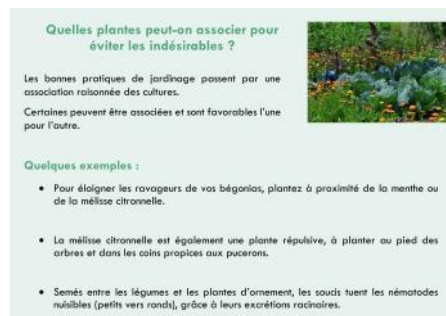 Quelles plantes peut-on associer pour
éviter les indésirables ?
Les bonnes pratiques de jardinage passent par une
association raisonnée des cultures.
Certaines peuvent être associées et sont favorables l'une
pour l'autre.
Quelques exemples :
• Pour éloigner les ravageurs de vos bégonias, plantez à proximité de la menthe ou
de la mélisse citronnelle.
• La mélisse citronnelle est également une plante répulsive, à planter au pied des
arbres et dans les coins propices aux pucerons.
• Semés entre les légumes et les plantes d'ornement, les soucis tuent les nématodes
nuisibles (petits vers ronds), grâce à leurs excrétions racinaires.